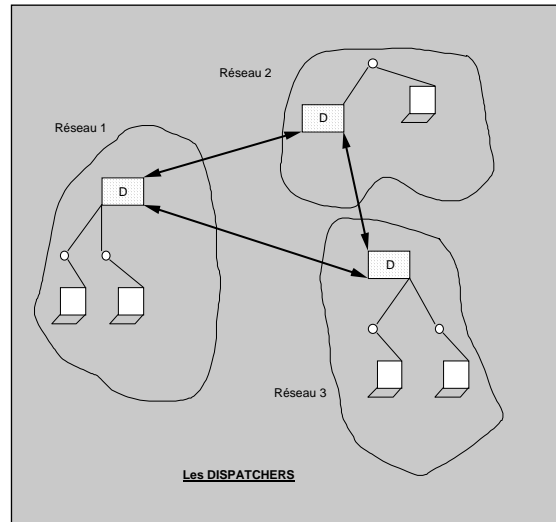 Réseau 2
D
Réseau 1
D
D
Réseau 3
Les DISPATCHERS